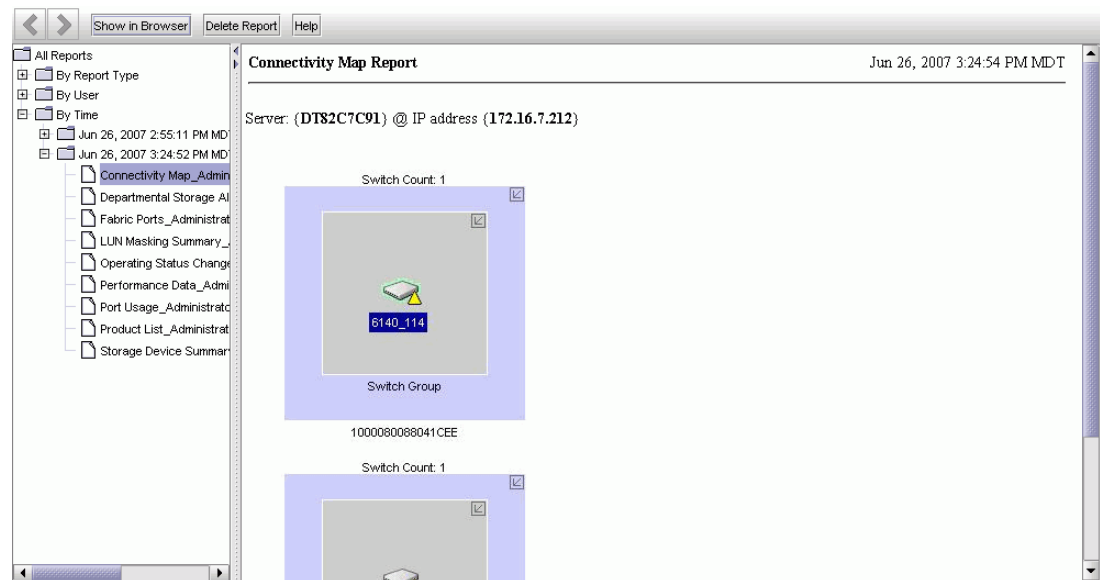 Show in Browser Delete Report Help
All Reports
By Report Type
By User
By Time
Jun 26, 2007 2:55:11 PM MD
Jun 26, 2007 3:24:52 PM MD
Connectivity Map_Admin
Departmental Storage Al
Fabric Ports_Administrat
LUN Masking Summary_
Operating Status Change
Performance Data_Admi
Port Usage_Administrato
Product List_Administrat
Storage Device Summar
Connectivity Map Report Jun 26, 2007 3:24:54 PM MDT
Server: {DT82C7C91} @ IP address {172.16.7.212}
Switch Count: 1
6140_114
Switch Group
1000080088041CEE
Switch Count: 1